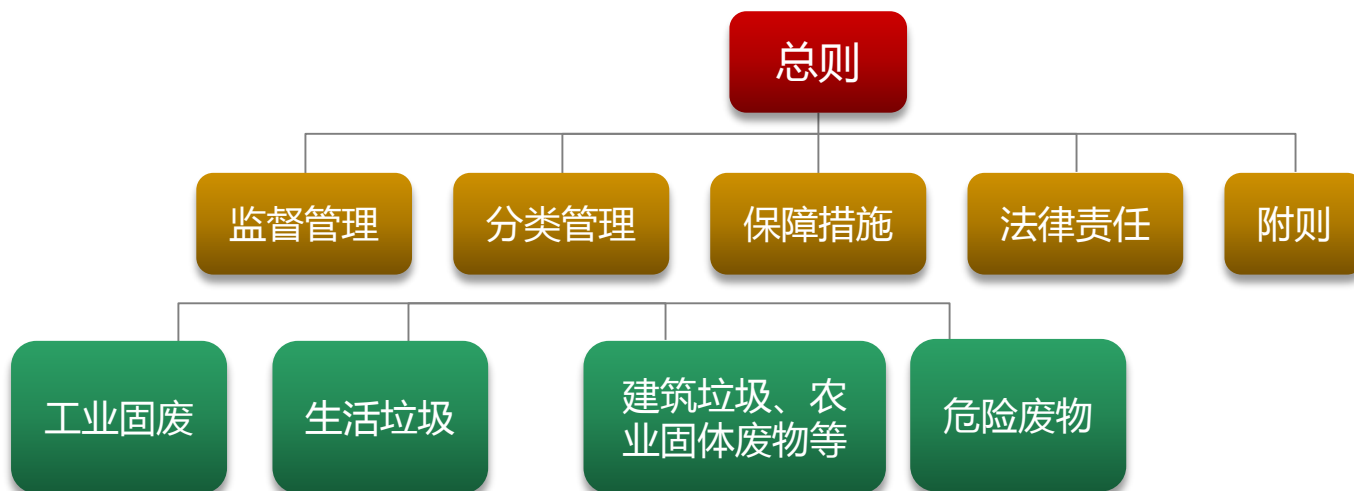 总则
监督管理
分类管理
保障措施
法律责任
附则
工业固废
生活垃圾
建筑垃圾、农
业固体废物等
危险废物